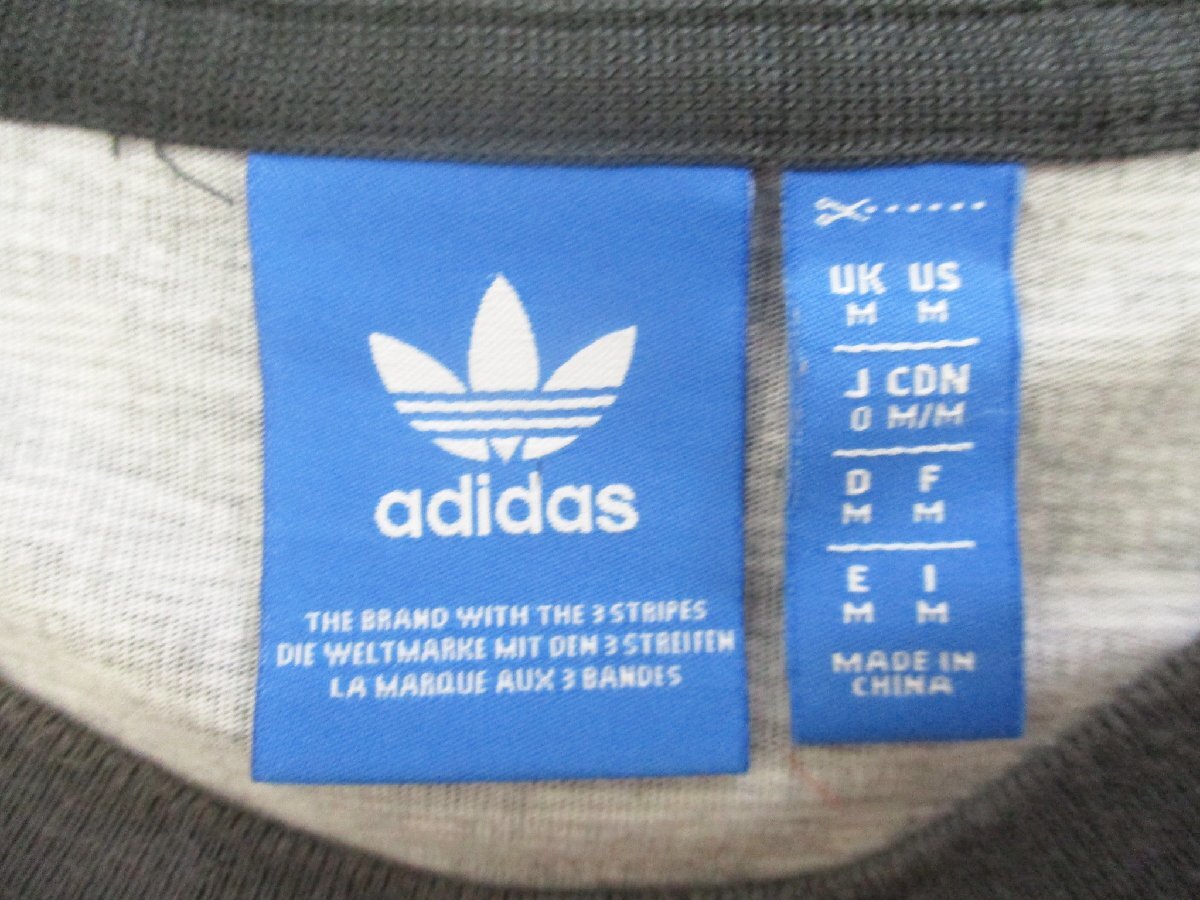 adidas
THE BRAND WITH THE 3 STRIPES
DIE WELTMARKE MIT DEN 3 STREIFEN
LA MARQUE AUX 3 BANDES
UK US
M M
J CDN
O M/M
D F
M M
E I
M M
MADE IN
CHINA